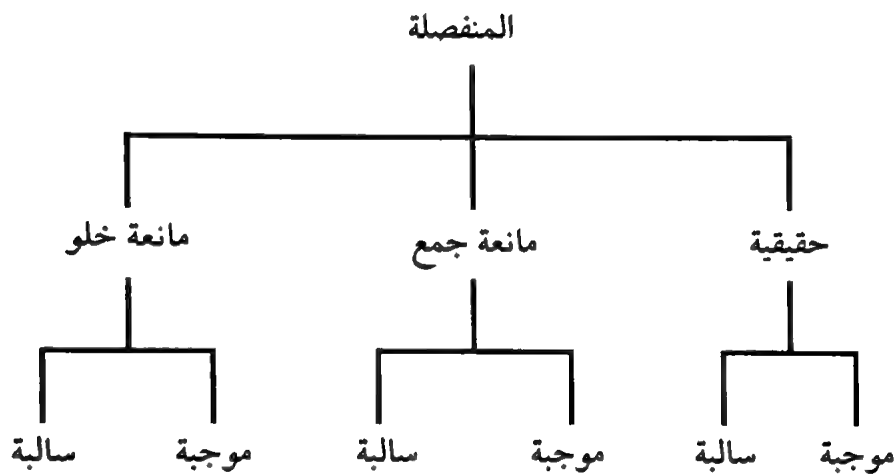 المنفصلة
حقيقية مانعة جمع مانعة خلو
موجبة سالبة موجبة سالبة موجبة سالبة